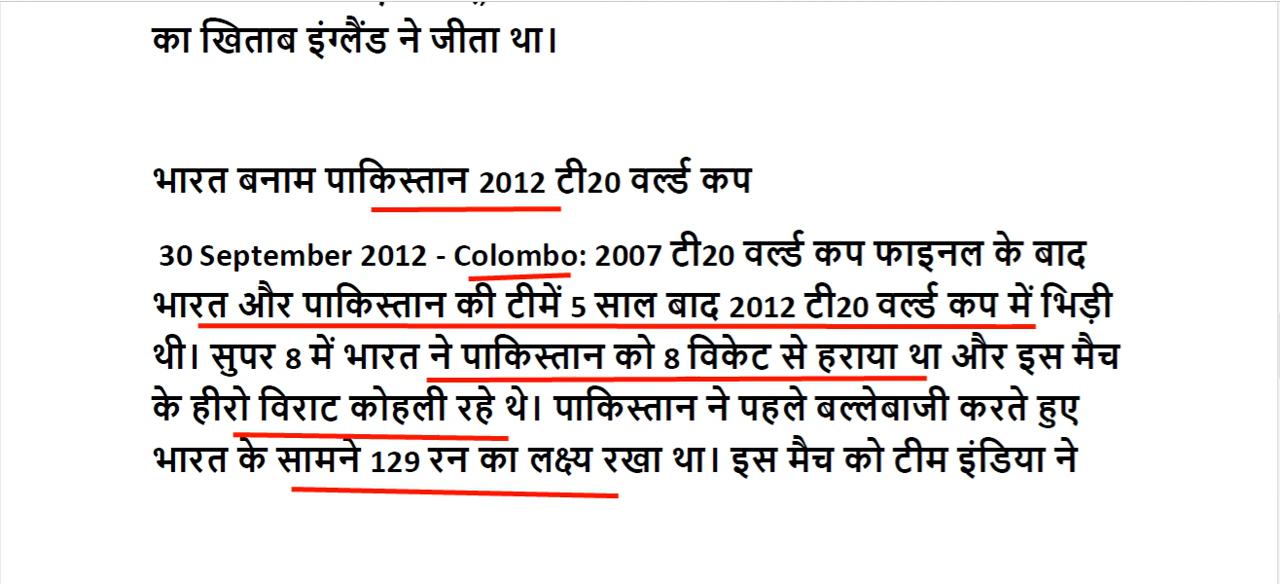 का खिताब इंग्लैंड ने जीता था।
भारत बनाम पाकिस्तान 2012 टी20 वर्ल्ड कप
30 September 2012 - Colombo: 2007 टी20 वर्ल्ड कप फाइनल के बाद
भारत और पाकिस्तान की टीमें 5 साल बाद 2012 टी20 वर्ल्ड कप में भिड़ी
थी। सुपर 8 में भारत ने पाकिस्तान को 8 विकेट से हराया था और इस मैच
के हीरो विराट कोहली रहे थे। पाकिस्तान ने पहले बल्लेबाजी करते हुए
भारत के सामने 129 रन का लक्ष्य रखा था। इस मैच को टीम इंडिया ने